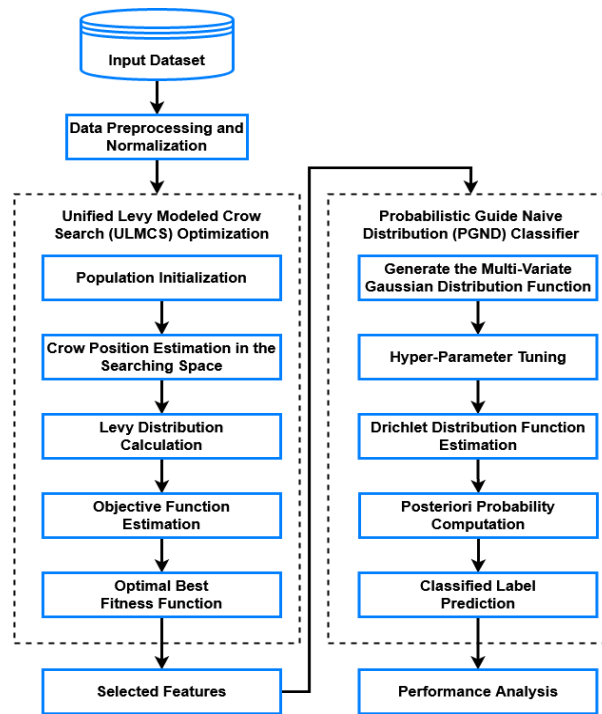 Input Dataset
Data Preprocessing and
Normalization
Unified Levy Modeled Crow
Search (ULMCS) Optimization
Population Initialization
Crow Position Estimation in the
Searching Space
Levy Distribution
Calculation
Objective Function
Estimation
Optimal Best
Fitness Function
Selected Features
Probabilistic Guide Naive
Distribution (PGND) Classifier
Generate the Multi-Variate
Gaussian Distribution Function
Hyper-Parameter Tuning
Drichlet Distribution Function
Estimation
Posteriori Probability
Computation
Classified Label
Prediction
Performance Analysis